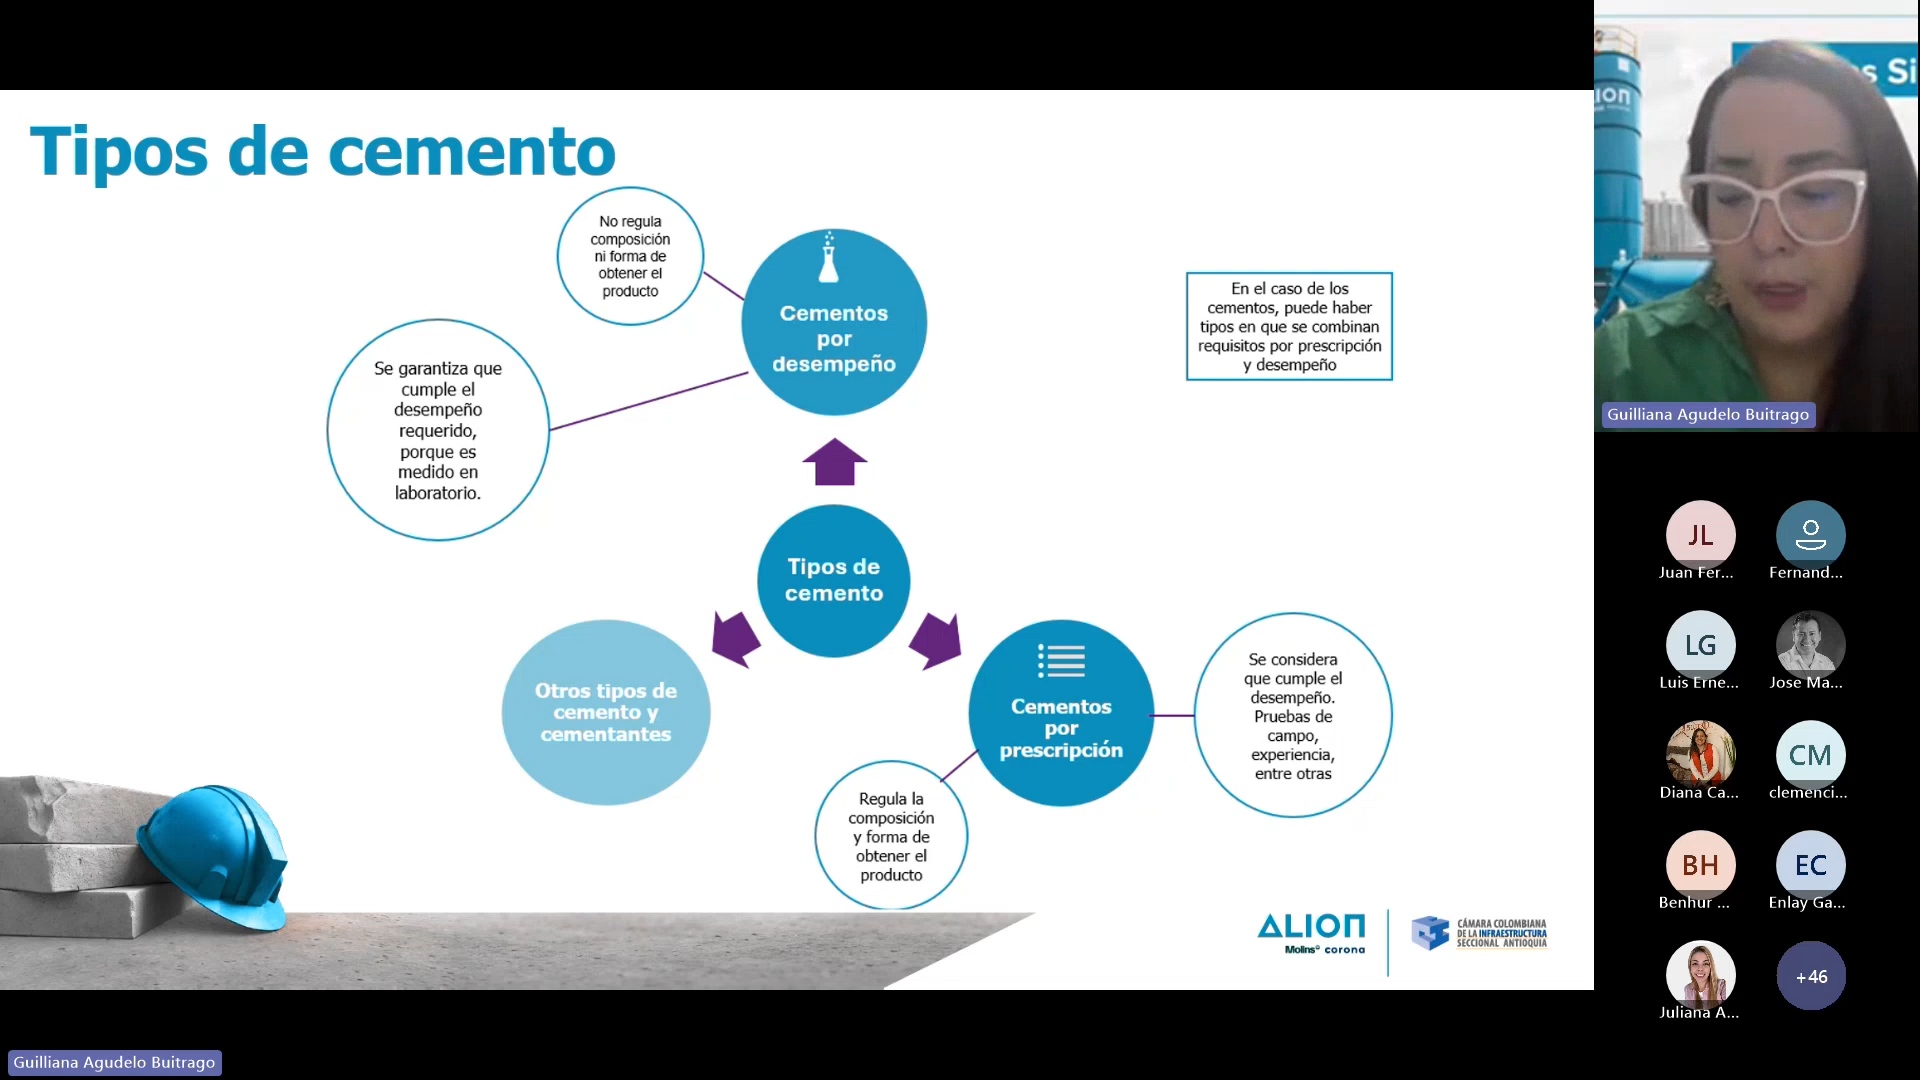 Tipos de cemento
No regula
composición
ni forma de
obtener el
producto
Cementos
por
desempeño
En el caso de los
cementos, puede haber
tipos en que se combinan
requisitos por prescripción
y desempeño
Se garantiza que
cumple el
desempeño
requerido,
porque es
medido en
laboratorio.
Tipos de
cemento
Otros tipos de
cemento y
cementantes
Cementos
por
prescripción
Se considera
que cumple el
desempeño.
Pruebas de
campo,
experiencia,
entre otras
Regula la
composición
y forma de
obtener el
producto
ALION
Molins corona
CÁMARA COLOMBIANA
DE LA INFRAESTRUCTURA
SECCIONAL ANTIOQUIA
s Si
LION
Guilliana Agudelo Buitrago
JL
Juan Fer...
Fernand...
LG
Luis Erne...
Jose Ma...
Diana Ca...
CM
clemenci...
BH
Benhur ...
EC
Enlay Ga...
Juliana A...
+46
Guilliana Agudelo Buitrago